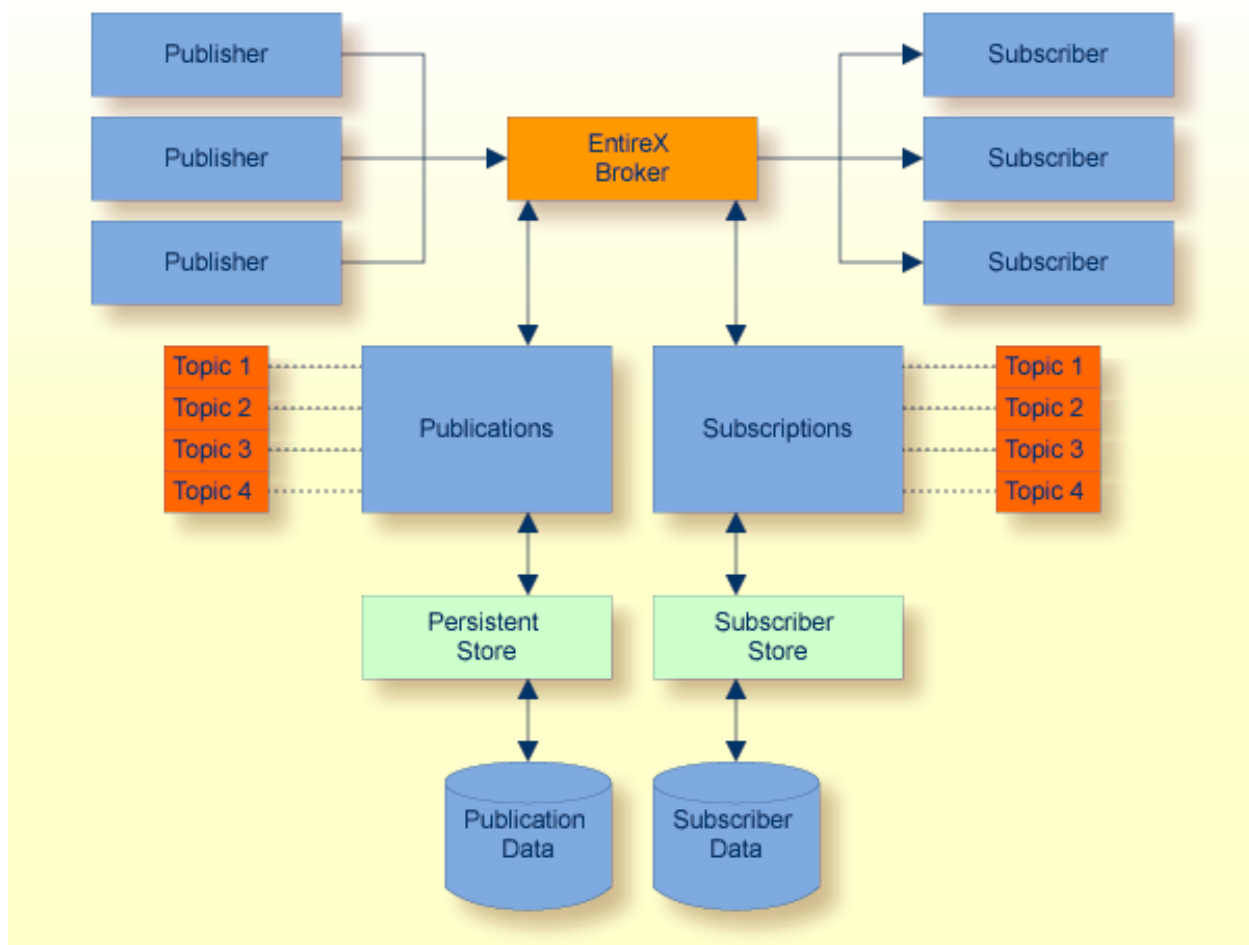 Publisher
Subscriber
EntireX
Broker
Publisher
Subscriber
Publisher
Subscriber
Topic 1
Topic 2
Topic 3
Topic 4
Publications
Subscriptions
Topic 1
Topic 2
Topic 3
Topic 4
Persistent
Store
Subscriber
Store
Publication
Data
Subscriber
Data